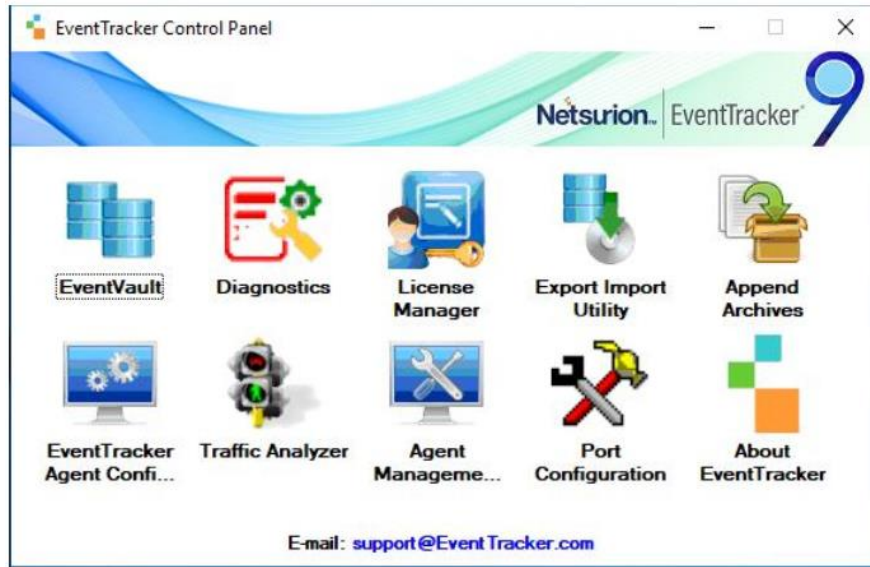 EventTracker Control Panel
Netsurion. EventTracker 9
EventVault
Diagnostics
License
Manager
Export Import
Utility
Append
Archives
EventTracker
Agent Confi...
Traffic Analyzer
Agent
Manageme...
Port
Configuration
About
EventTracker
E-mail: support@EventTracker.com